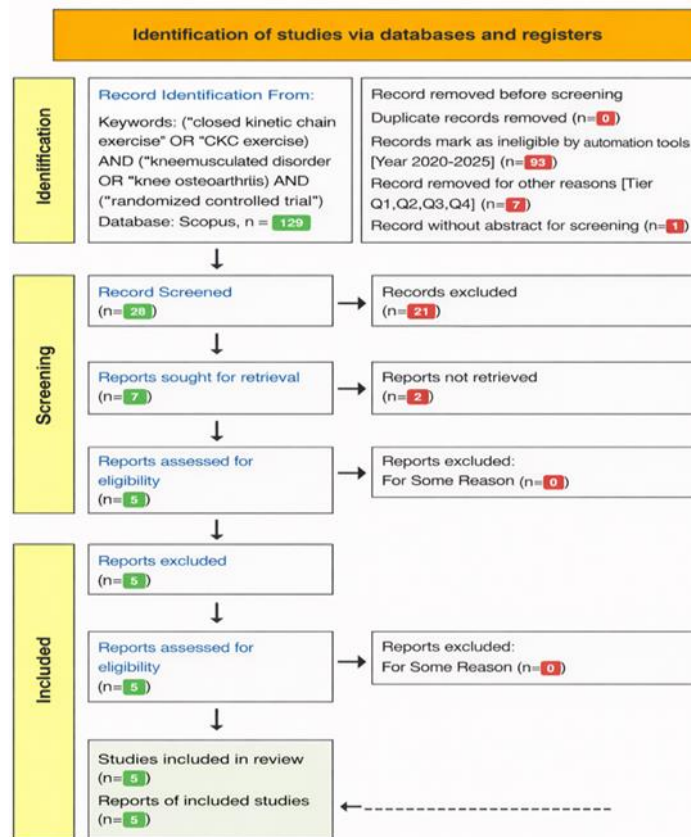 Identification of studies via databases and registers
Ideniification
Record Identification From:
Keywords: ("closed kinetic chain
exercise" OR "CKC exercise)
AND ("kneemusculated disorder
OR "knee osteoarthriis) AND
("randomized controlled trial")
Database: Scopus, n = 129
Record removed before screening
Duplicate records removed (n=0)
Records mark as ineligible by automation tools
[Year 2020-2025] (n=93)
Record removed for other reasons [Tier
Q1,Q2,Q3,Q4] (n=7)
Record without abstract for screening (n=1)
Screening
Record Screened
(n=28)
Records excluded
(n=21)
Reports sought for retrieval
(n=7)
Reports not retrieved
(n=2)
Reports assessed for
eligibility
(n=5)
Reports excluded:
For Some Reason (n=0)
Included
Reports excluded
(n=5)
Reports assessed for
eligibility
(n=5)
Reports excluded:
For Some Reason (n=0)
Studies included in review
(n=5)
Reports of included studies
(n=5)